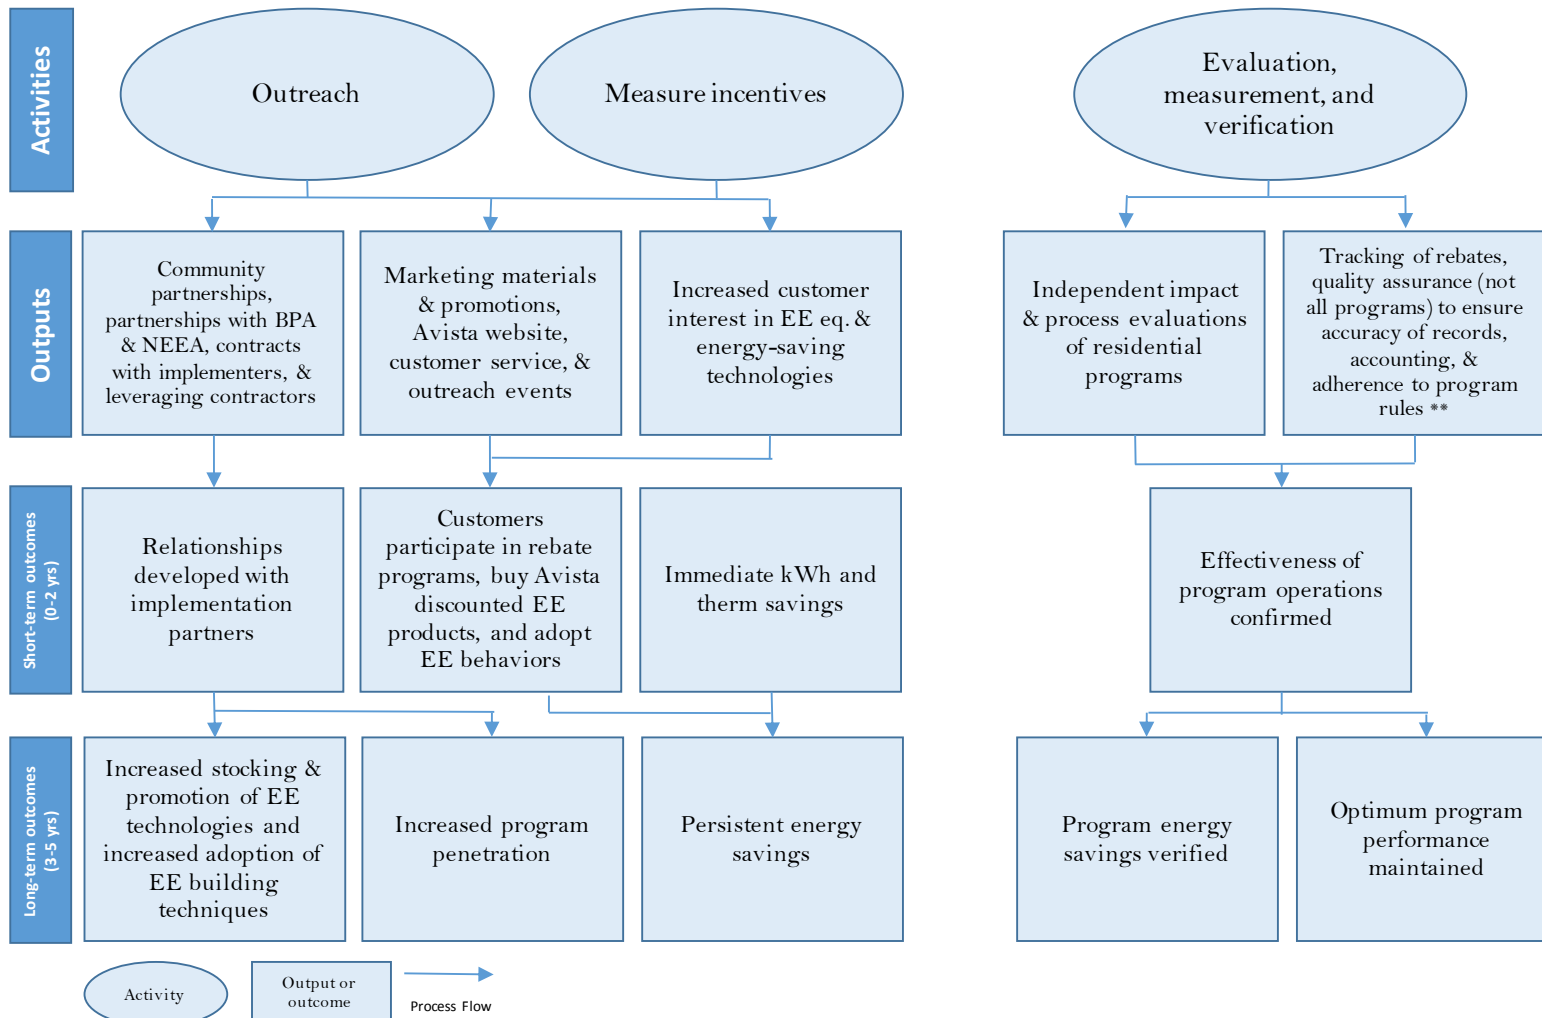 Activities
Outreach
Measure incentives
Evaluation,
measurement, and
verification
Outputs
Community
partnerships,
partnerships with BPA
& NEEA, contracts
with implementers, &
leveraging contractors
Marketing materials
& promotions,
Avista website,
customer service, &
outreach events
Increased customer
interest in EE eq. &
energy-saving
technologies
Independent impact
& process evaluations
of residential
programs
Tracking of rebates,
quality assurance (not
all programs) to ensure
accuracy of records,
accounting, &
adherence to program
rules **
Short-term outcomes
(0-2 yrs)
Relationships
developed with
implementation
partners
Customers
participate in rebate
programs, buy Avista
discounted EE
products, and adopt
EE behaviors
Immediate kWh and
therm savings
Effectiveness of
program operations
confirmed
Long-term outcomes
(3-5 yrs)
Increased stocking &
promotion of EE
technologies and
increased adoption of
EE building
techniques
Increased program
penetration
Persistent energy
savings
Program energy
savings verified
Optimum program
performance
maintained
Activity
Output or
outcome
Process Flow